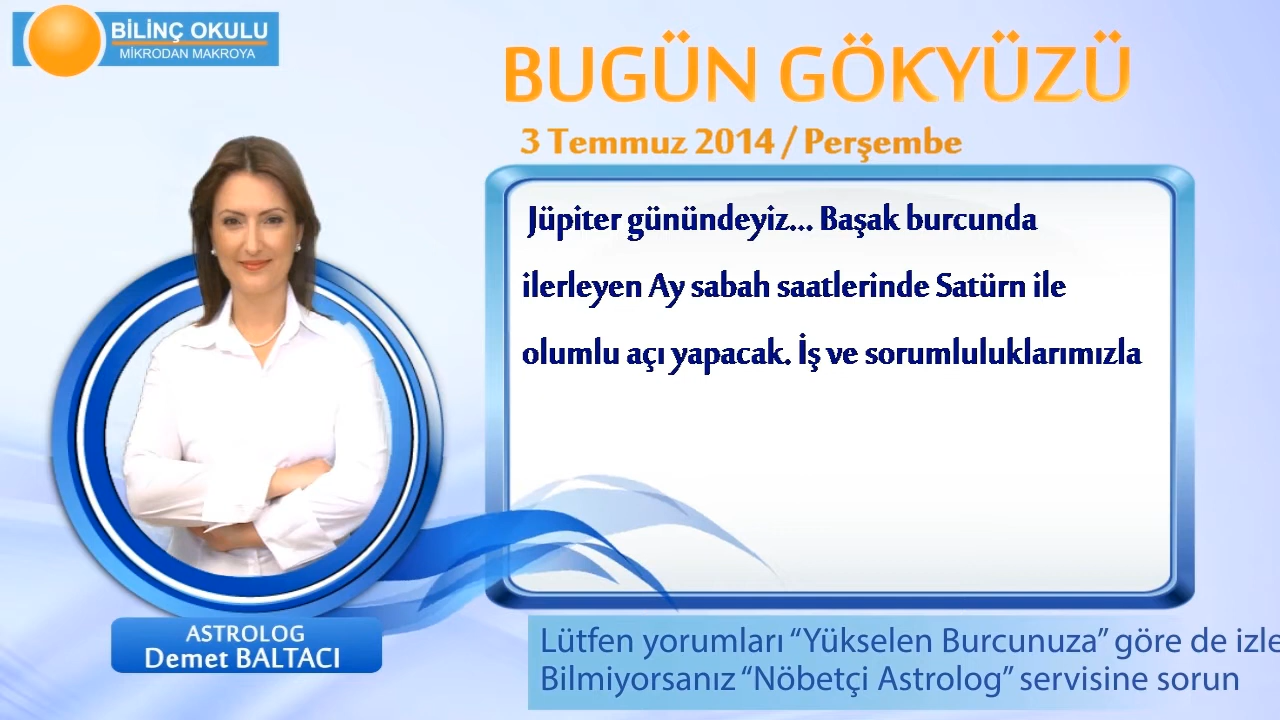 BİLİNÇ OKULU
MİKRODAN MAKROYA
BUGÜN GÖKYÜZÜ
3 Temmuz 2014 / Perşembe
Jüpiter günündeyiz... Başak burcunda
ilerleyen Ay sabah saatlerinde Satürn ile
olumlu açı yapacak. İş ve sorumluluklarımızla
ASTROLOG
Demet BALTACI
Lütfen yorumları “Yükselen Burcunuza” göre de izle
Bilmiyorsanız “Nöbetçi Astrolog” servisine sorun